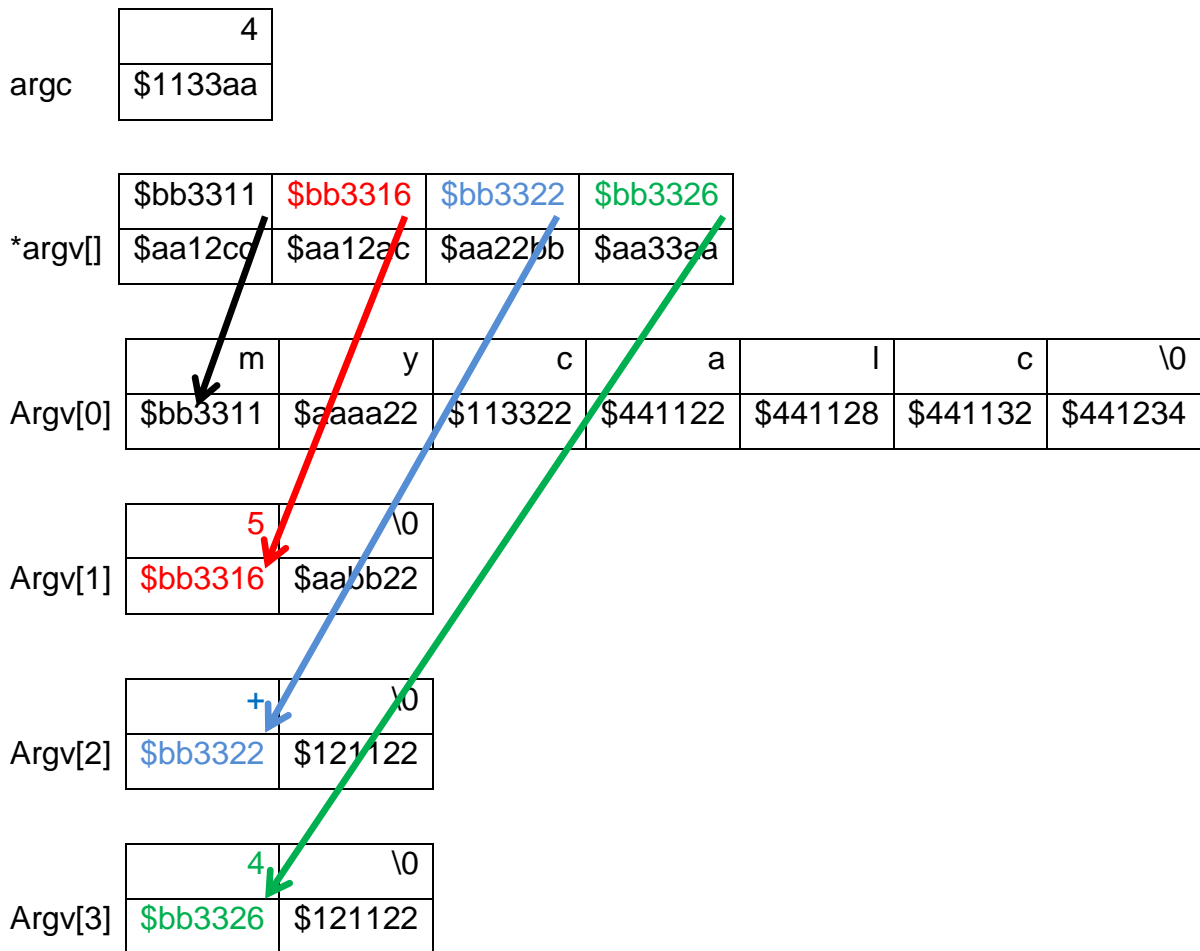 4
argc $1133aa
$bb3311 $bb3316 $bb3322 $bb3326
*argv[] $aa12cc $aa12ac $aa22bb $aa33aa
m y c a l c \0
Argv[0] $bb3311 $aaaa22 $113322 $441122 $441128 $441132 $441234
5 \0
Argv[1] $bb3316 $aabb22
+ \0
Argv[2] $bb3322 $121122
4 \0
Argv[3] $bb3326 $121122